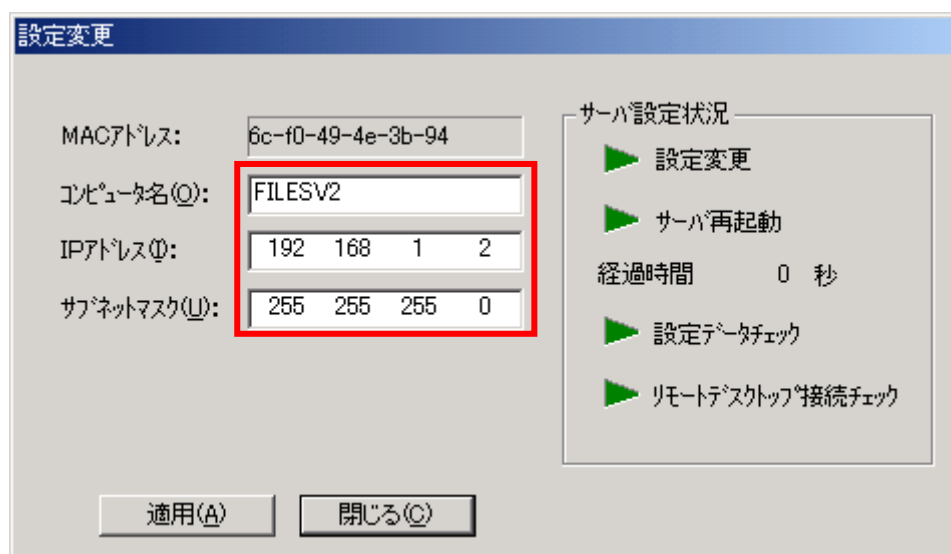 設定変更
MACアドレス:
6c-f0-49-4e-3b-94
コンピュータ名(O):
FILESV2
IPアドレス(I):
192 168 1 2
サブネットマスク(U):
255 255 255 0
サーバ設定状況
設定変更
サーバ再起動
経過時間 0 秒
設定データチェック
リモートデスクトップ接続チェック
適用(A)
閉じる(C)